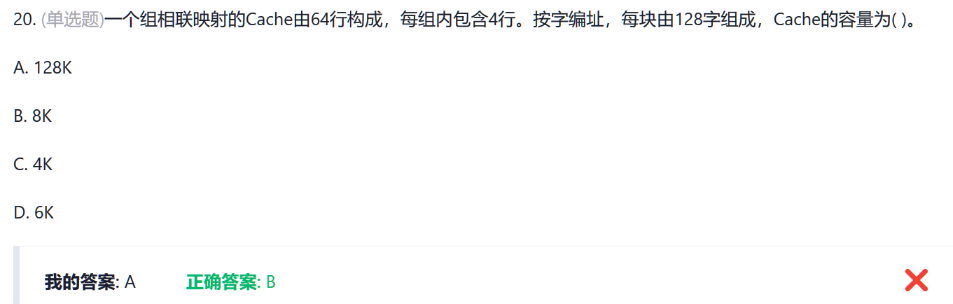 20. (单选题)一个组相联映射的Cache由64行构成，每组内包含4行。按字编址，每块由128字组成，Cache的容量为( )。
A. 128K
B. 8K
C. 4K
D. 6K
我的答案: A 正确答案: B